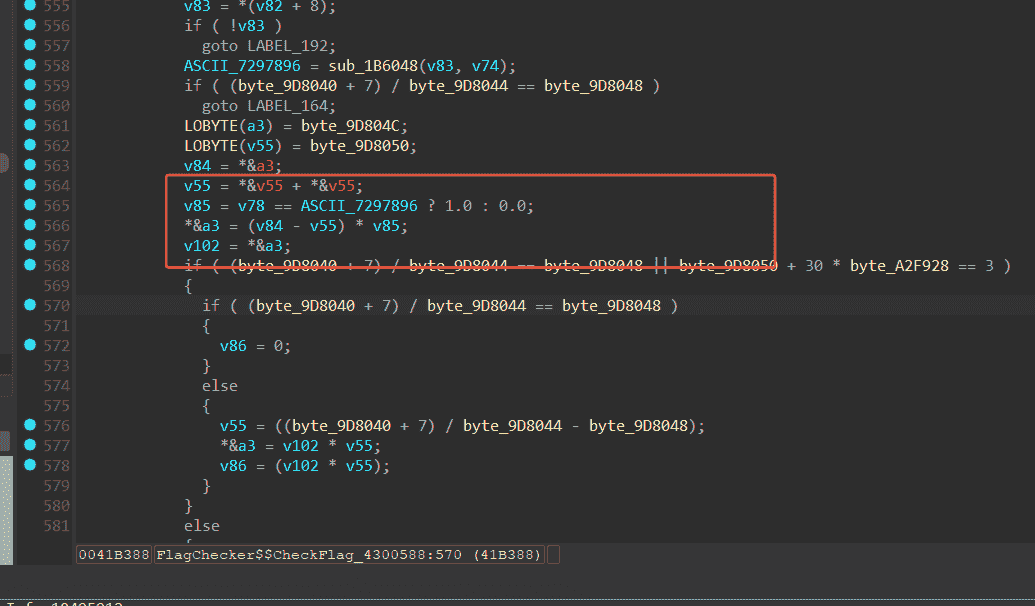 555 v83 = *(v82 + 8);
556 if ( !v83 )
557 goto LABEL_192;
558 ASCII_7297896 = sub_1B6048(v83, v74);
559 if ( (byte_9D8040 + 7) / byte_9D8044 == byte_9D8048 )
560 goto LABEL_164;
561 LOBYTE(a3) = byte_9D804C;
562 LOBYTE(v55) = byte_9D8050;
563 v84 = *&a3;
564 v55 = *&v55 + *&v55;
565 v85 = v78 == ASCII_7297896 ? 1.0 : 0.0;
566 *&a3 = (v84 - v55) * v85;
567 v102 = *&a3;
568 if ( (byte_9D8040 + 7) / byte_9D8044 == byte_9D8048 || byte_9D8050 + 30 * byte_A2F928 == 3 )
569 {
570 if ( (byte_9D8040 + 7) / byte_9D8044 == byte_9D8048 )
571 {
572 v86 = 0;
573 }
574 else
575 {
576 v55 = ((byte_9D8040 + 7) / byte_9D8044 - byte_9D8048);
577 *&a3 = v102 * v55;
578 v86 = (v102 * v55);
579 }
580 }
581 else
0041B388 FlagChecker$$CheckFlag_4300588:570 (41B388)